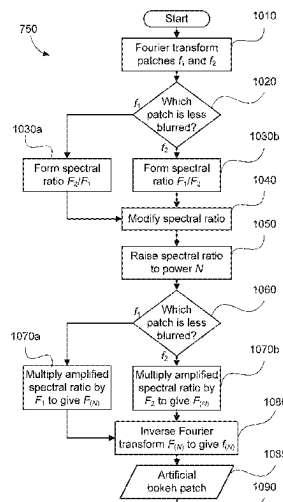 Start
750
1010
Fourier transform
patches f1 and f2
1020
Which
patch is less
blurred?
f1
f2
1030a
1030b
Form spectral
ratio F2/F1
Form spectral
ratio F1/F2
1040
Modify spectral ratio
1050
Raise spectral ratio
to power N
1060
Which
patch is less
blurred?
f1
f2
1070a
1070b
Multiply amplified
spectral ratio by
F1 to give F(N)
Multiply amplified
spectral ratio by
F2 to give F(N)
Inverse Fourier
transform F(N) to give f(N)
Artificial
bokeh patch
1090